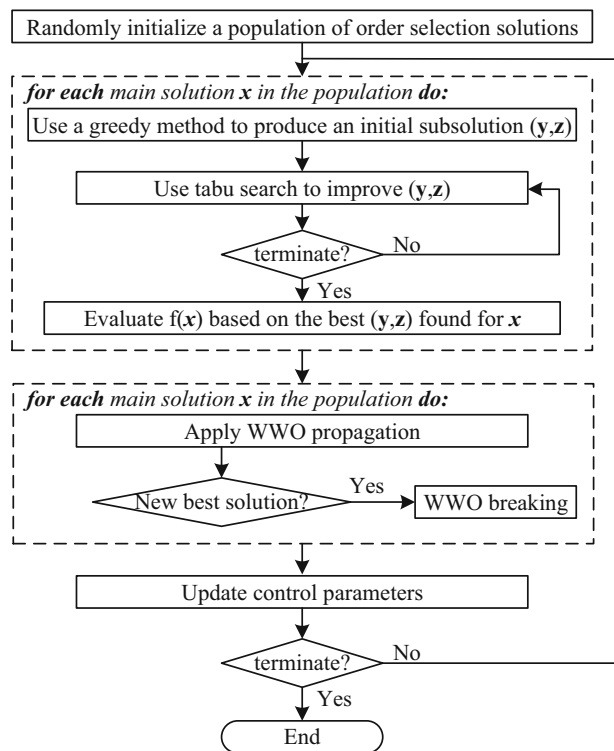 Randomly initialize a population of order selection solutions
for each main solution x in the population do:
Use a greedy method to produce an initial subsolution (y,z)
Use tabu search to improve (y,z)
terminate?
No
Yes
Evaluate f(x) based on the best (y,z) found for x
for each main solution x in the population do:
Apply WWO propagation
New best solution?
Yes
WWO breaking
Update control parameters
terminate?
No
Yes
End